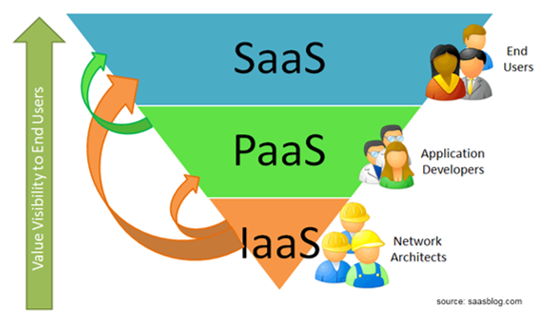 Value Visibility to End Users
SaaS
End
Users
PaaS
Application
Developers
IaaS
Network
Architects
source: saasblog.com